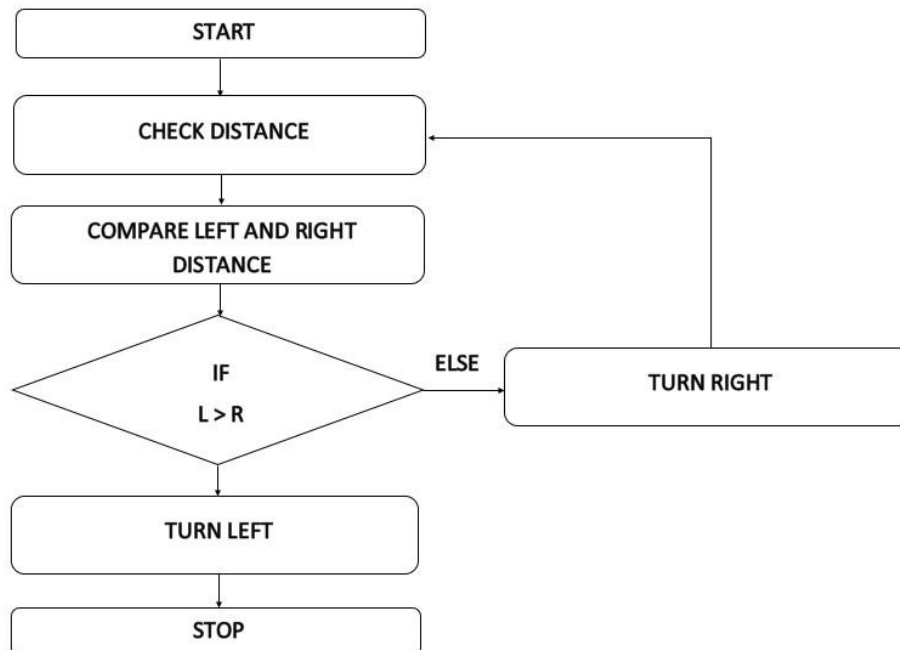 START
CHECK DISTANCE
COMPARE LEFT AND RIGHT
DISTANCE
IF
L > R
ELSE
TURN RIGHT
TURN LEFT
STOP